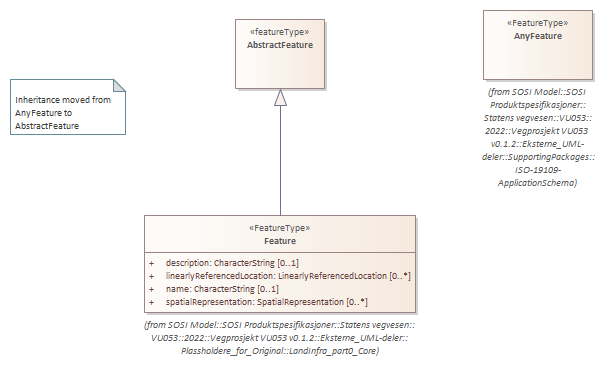 «featureType»
AbstractFeature
«FeatureType»
AnyFeature
(from SOSI Model::SOSI
Produktspesifikasjoner::
Statens vegvesen::VU053::
2022::Vegprosjekt VU053
v0.1.2::Eksterne_UML-
deler::SupportingPackages::
ISO-19109-
ApplicationSchema)
Inheritance moved from
AnyFeature to
AbstractFeature
«FeatureType»
Feature
+ description: CharacterString [0..1]
+ linearlyReferencedLocation: LinearlyReferencedLocation [0..*]
+ name: CharacterString [0..1]
+ spatialRepresentation: SpatialRepresentation [0..*]
(from SOSI Model::SOSI Produktspesifikasjoner::Statens vegvesen::
VU053::2022::Vegprosjekt VU053 v0.1.2::Eksterne_UML-deler::
Plassholdere_for_Original::LandInfra_part0_Core)